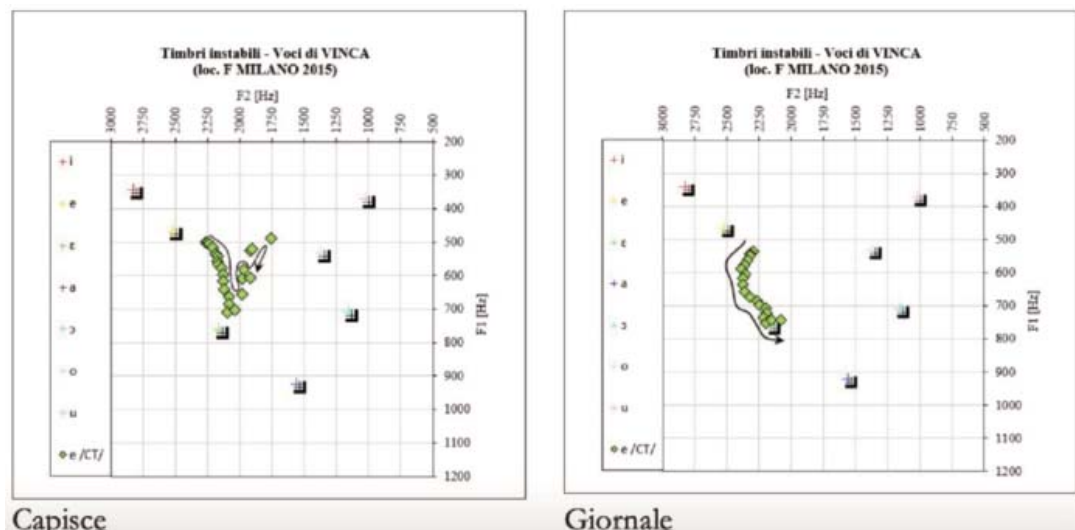 Timbri instabili - Voci di VINCA
(loc. F MILANO 2015)
F2 [Hz]
3000 2750 2500 2250 2000 1750 1500 1250 1000 750 500
200
300
400
500
600
700
800
900
1000
1100
1200
F1 [Hz]
i
e
ɛ
a
ɔ
o
u
e /CT/
Capisce
Timbri instabili - Voci di VINCA
(loc. F MILANO 2015)
F2 [Hz]
3000 2750 2500 2250 2000 1750 1500 1250 1000 750 500
200
300
400
500
600
700
800
900
1000
1100
1200
F1 [Hz]
i
e
ɛ
a
ɔ
o
u
e /CT/
Giornale